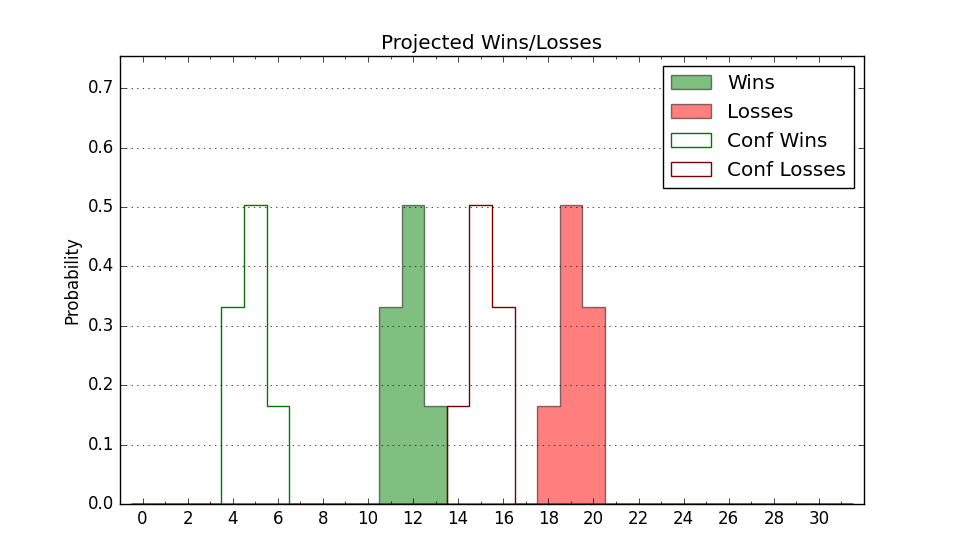 Projected Wins/Losses
Probability
0.7
0.6
0.5
0.4
0.3
0.2
0.1
0.0
0 2 4 6 8 10 12 14 16 18 20 22 24 26 28 30
Wins
Losses
Conf Wins
Conf Losses